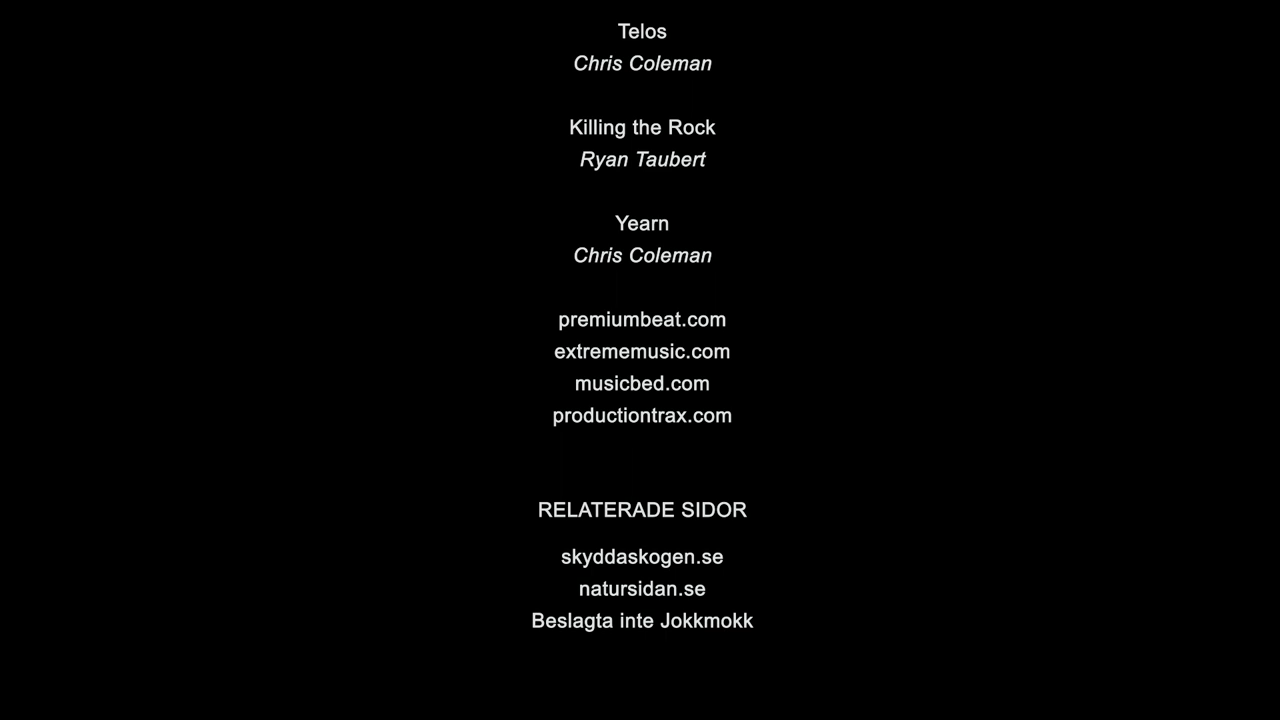 Telos
Chris Coleman
Killing the Rock
Ryan Taubert
Yearn
Chris Coleman
premiumbeat.com
extrememusic.com
musicbed.com
productiontrax.com
RELATERADE SIDOR
skyddaskogen.se
natursidan.se
Beslagta inte Jokkmokk